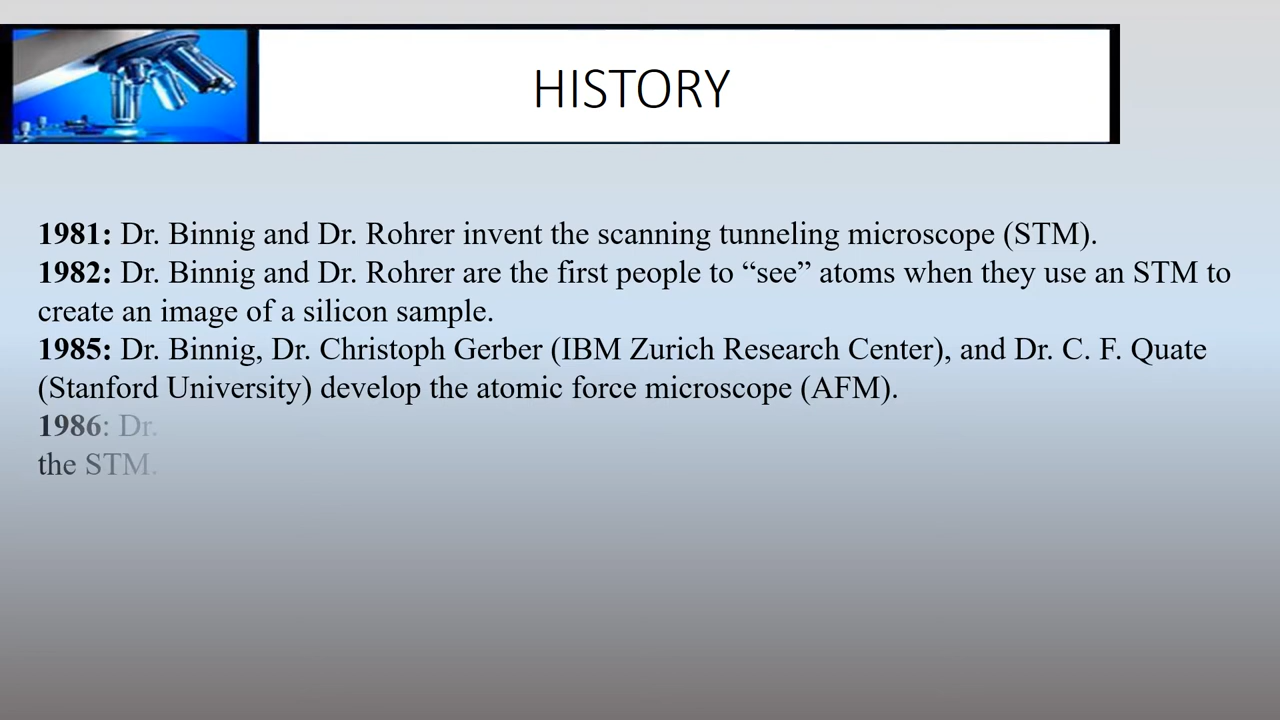 HISTORY
1981: Dr. Binnig and Dr. Rohrer invent the scanning tunneling microscope (STM).
1982: Dr. Binnig and Dr. Rohrer are the first people to “see” atoms when they use an STM to
create an image of a silicon sample.
1985: Dr. Binnig, Dr. Christoph Gerber (IBM Zurich Research Center), and Dr. C. F. Quate
(Stanford University) develop the atomic force microscope (AFM).
1986: Dr.
the STM.